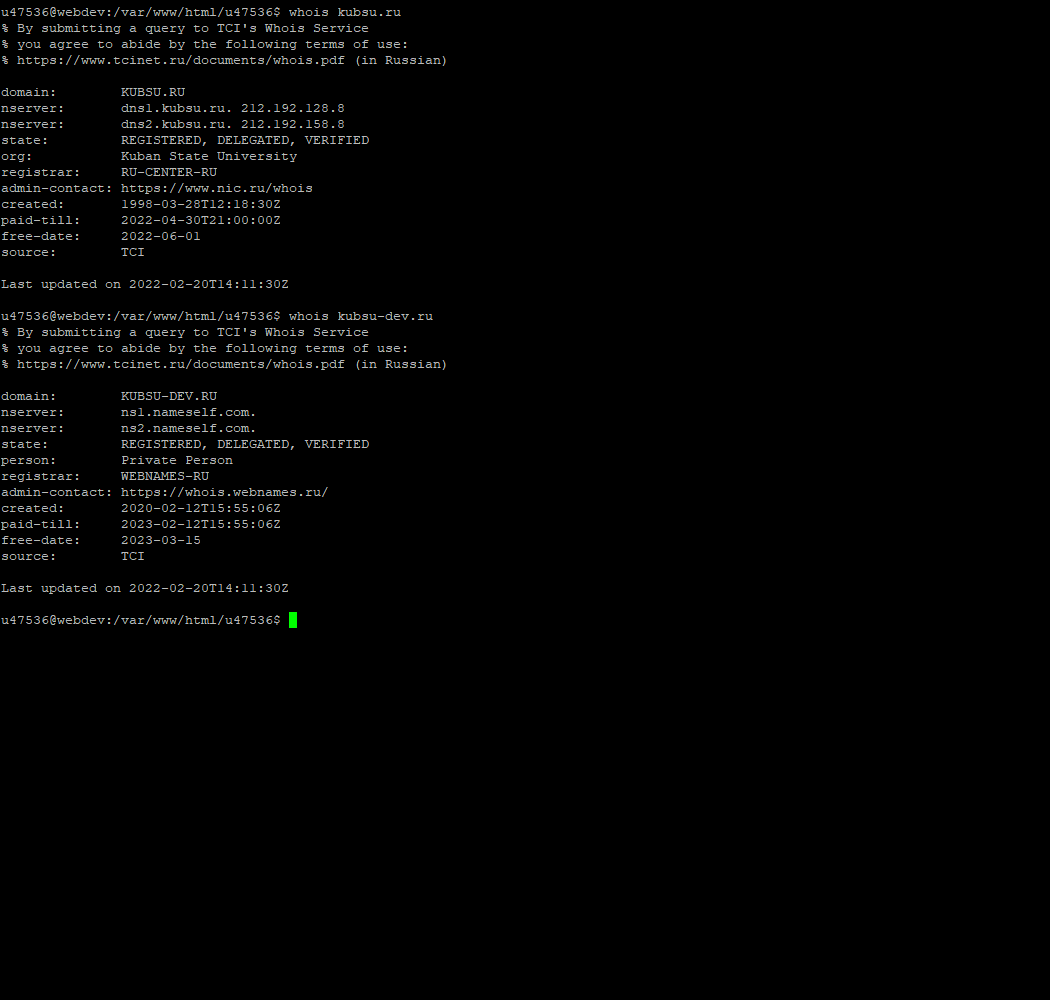 u47536@webdev:/var/www/html/u47536$ whois kubsu.ru
% By submitting a query to TCI's Whois Service
% you agree to abide by the following terms of use:
% https://www.tcinet.ru/documents/whois.pdf (in Russian)

domain:        KUBSU.RU
nserver:       dns1.kubsu.ru. 212.192.128.8
nserver:       dns2.kubsu.ru. 212.192.158.8
state:         REGISTERED, DELEGATED, VERIFIED
org:           Kuban State University
registrar:     RU-CENTER-RU
admin-contact: https://www.nic.ru/whois
created:       1998-03-28T12:18:30Z
paid-till:     2022-04-30T21:00:00Z
free-date:     2022-06-01
source:        TCI

Last updated on 2022-02-20T14:11:30Z

u47536@webdev:/var/www/html/u47536$ whois kubsu-dev.ru
% By submitting a query to TCI's Whois Service
% you agree to abide by the following terms of use:
% https://www.tcinet.ru/documents/whois.pdf (in Russian)

domain:        KUBSU-DEV.RU
nserver:       ns1.nameself.com.
nserver:       ns2.nameself.com.
state:         REGISTERED, DELEGATED, VERIFIED
person:        Private Person
registrar:     WEBNAMES-RU
admin-contact: https://whois.webnames.ru/
created:       2020-02-12T15:55:06Z
paid-till:     2023-02-12T15:55:06Z
free-date:     2023-03-15
source:        TCI

Last updated on 2022-02-20T14:11:30Z

u47536@webdev:/var/www/html/u47536$